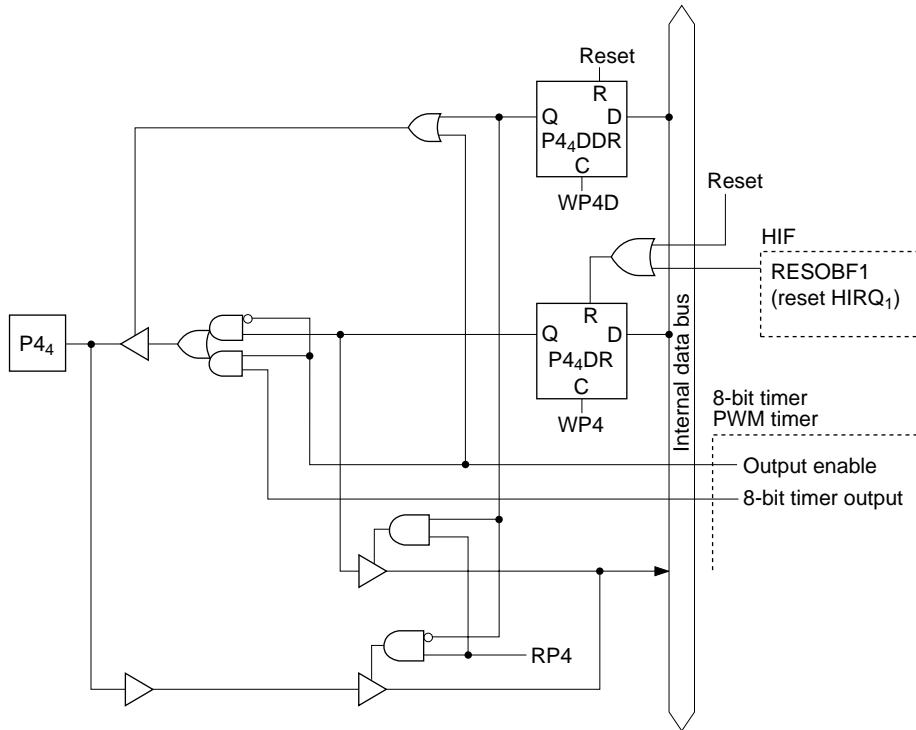 Reset
R
Q D
P4₄DDR
C
WP4D
Reset
HIF
RESOBF1
(reset HIRQ₁)
R
Q D
P4₄DR
C
WP4
P4₄
Internal data bus
8-bit timer
PWM timer
Output enable
8-bit timer output
RP4